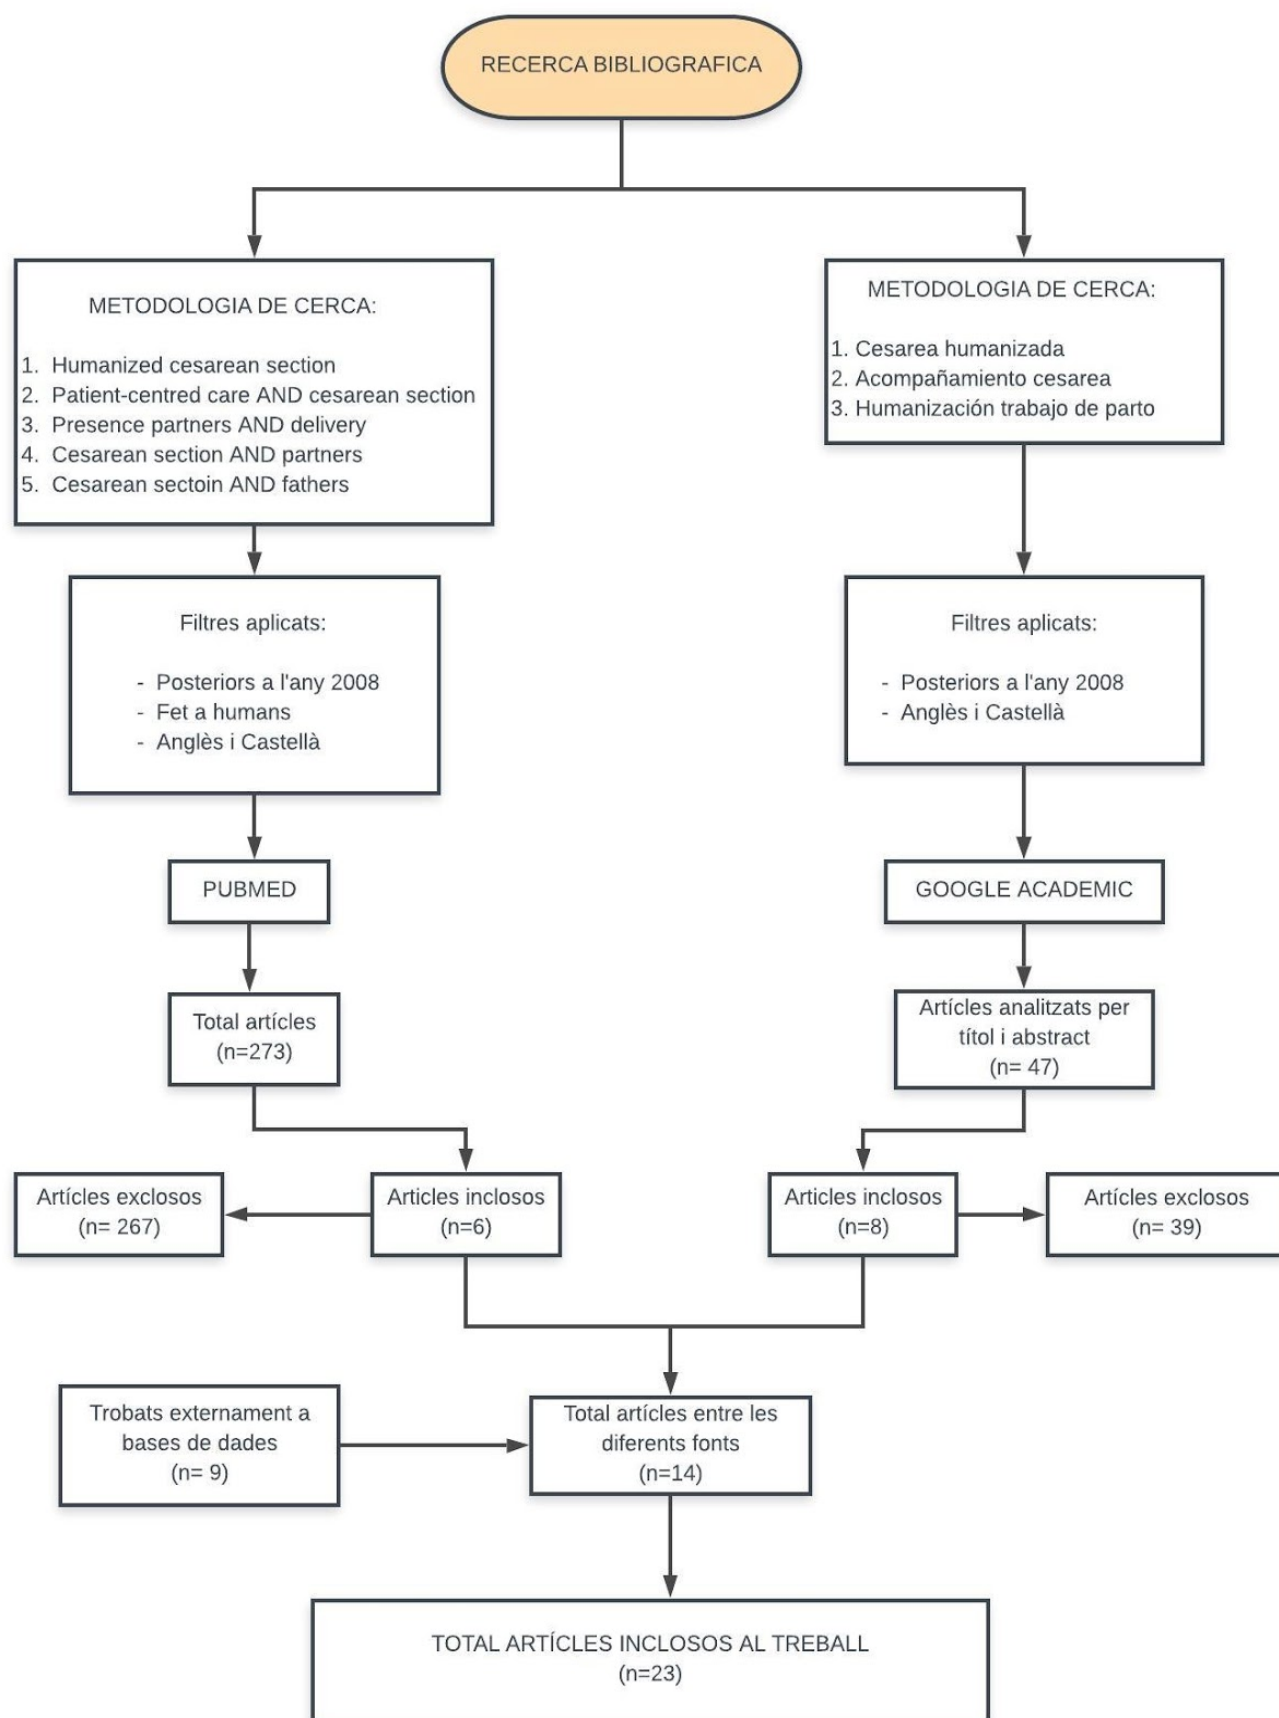 RECERCA BIBLIOGRAFICA
METODOLOGIA DE CERCA:
1. Humanized cesarean section
2. Patient-centred care AND cesarean section
3. Presence partners AND delivery
4. Cesarean section AND partners
5. Cesarean sectoin AND fathers
METODOLOGIA DE CERCA:
1. Cesarea humanizada
2. Acompañamiento cesarea
3. Humanización trabajo de parto
Filtres aplicats:
- Posteriors a l'any 2008
- Fet a humans
- Anglès i Castellà
Filtres aplicats:
- Posteriors a l'any 2008
- Anglès i Castellà
PUBMED
GOOGLE ACADEMIC
Total artícles
(n=273)
Artícles analitzats per
títol i abstract
(n= 47)
Artícles exclosos
(n= 267)
Articles inclosos
(n=6)
Articles inclosos
(n=8)
Artícles exclosos
(n= 39)
Trobats externament a
bases de dades
(n= 9)
Total artícles entre les
diferents fonts
(n=14)
TOTAL ARTÍCLES INCLOSOS AL TREBALL
(n=23)